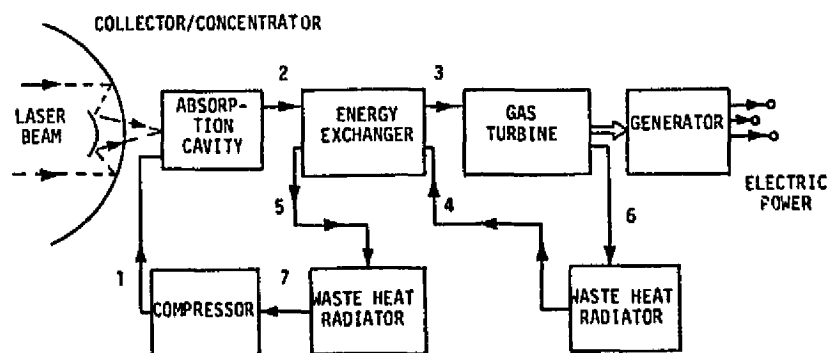 COLLECTOR/CONCENTRATOR
LASER
BEAM
ABSORP-
TION
CAVITY
2
ENERGY
EXCHANGER
3
GAS
TURBINE
GENERATOR
ELECTRIC
POWER
5
4
6
1
COMPRESSOR
7
WASTE HEAT
RADIATOR
WASTE HEAT
RADIATOR